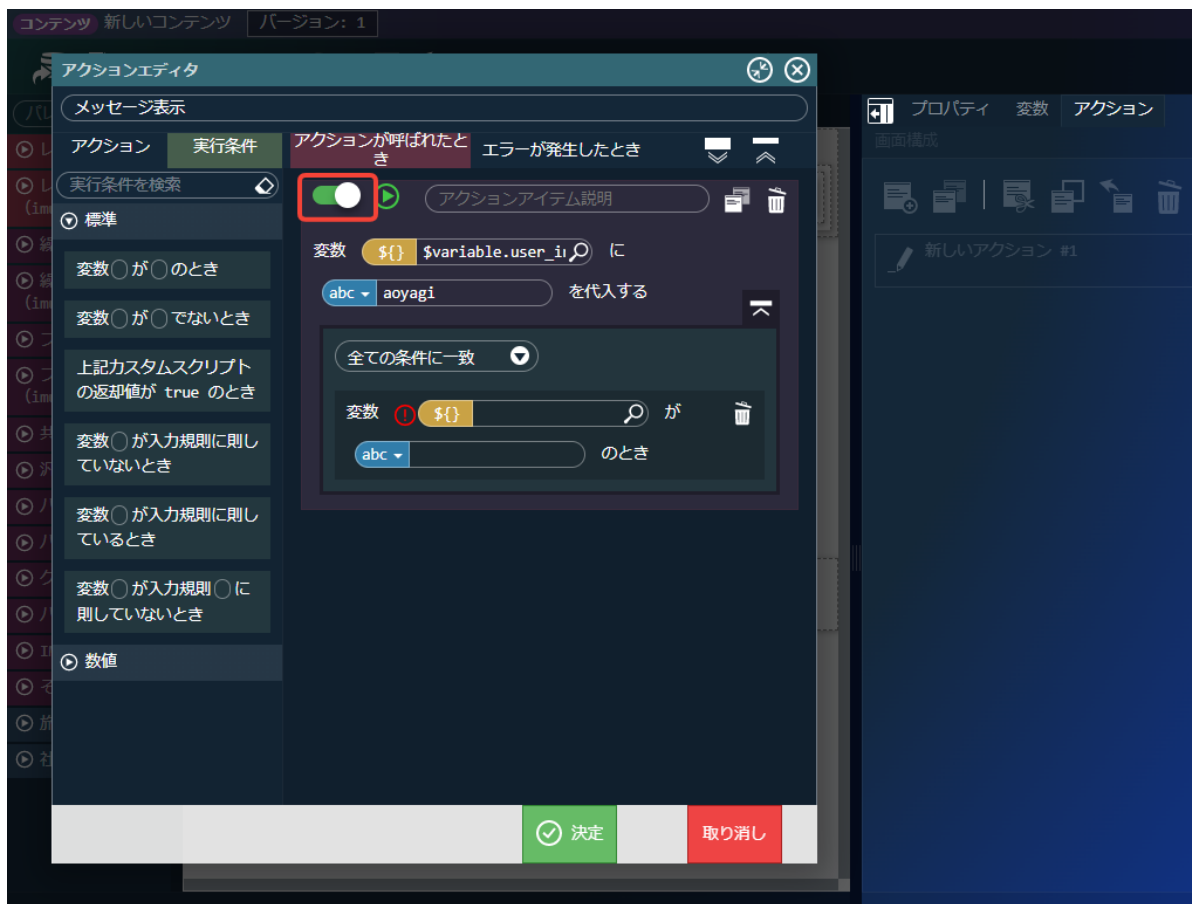 コンテンツ 新しいコンテンツ バージョン: 1
アクションエディタ
メッセージ表示
プロパティ 変数 アクション
画面構成
アクション 実行条件
アクションが呼ばれたと
き
エラーが発生したとき
実行条件を検索
アクションアイテム説明
標準
新しいアクション #1
変数 ${} $variable.user_i に
abc aoyagi を代入する
変数 が のとき
変数 が でないとき
上記カスタムスクリプト
の返却値が true のとき
変数 が入力規則に則し
ていないとき
変数 が入力規則に則し
ているとき
変数 が入力規則 に
則していないとき
数値
全ての条件に一致
変数 ${} が
abc のとき
決定
取り消し